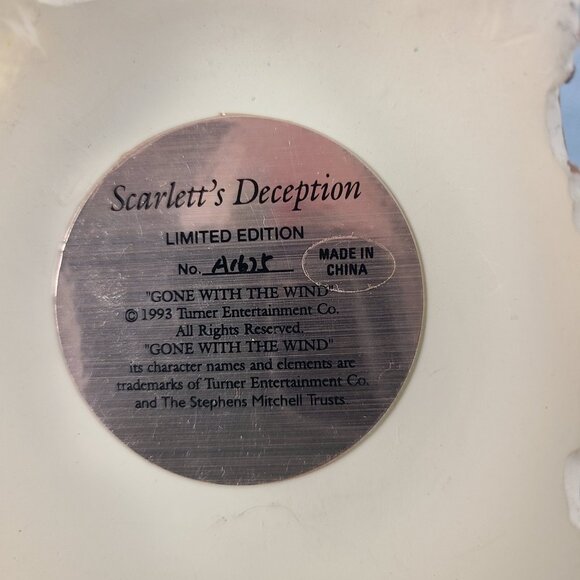 Scarlett's Deception
LIMITED EDITION
No. A1625
MADE IN
CHINA
"GONE WITH THE WIND"
© 1993 Turner Entertainment Co.
All Rights Reserved.
"GONE WITH THE WIND"
its character names and elements are
trademarks of Turner Entertainment Co.
and The Stephens Mitchell Trusts.